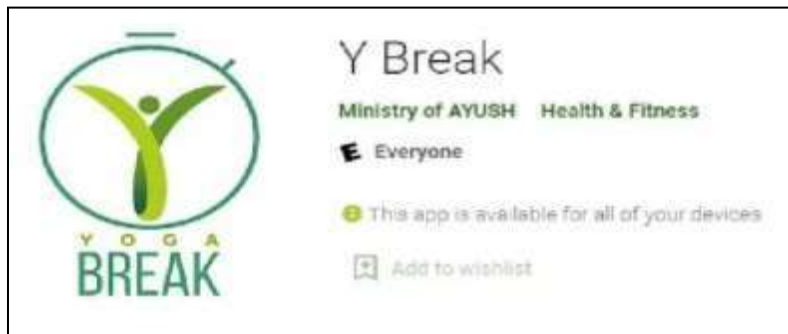 Y Break
Ministry of AYUSH Health & Fitness
E Everyone
This app is available for all of your devices
Add to wishlist
YOGA
BREAK